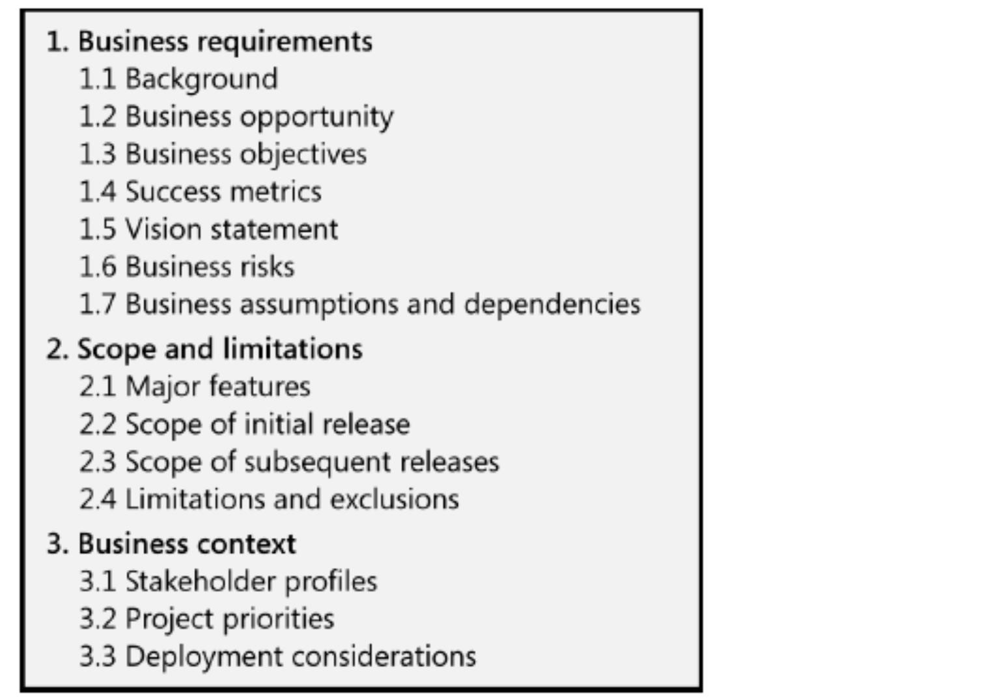 1. Business requirements
1.1 Background
1.2 Business opportunity
1.3 Business objectives
1.4 Success metrics
1.5 Vision statement
1.6 Business risks
1.7 Business assumptions and dependencies
2. Scope and limitations
2.1 Major features
2.2 Scope of initial release
2.3 Scope of subsequent releases
2.4 Limitations and exclusions
3. Business context
3.1 Stakeholder profiles
3.2 Project priorities
3.3 Deployment considerations